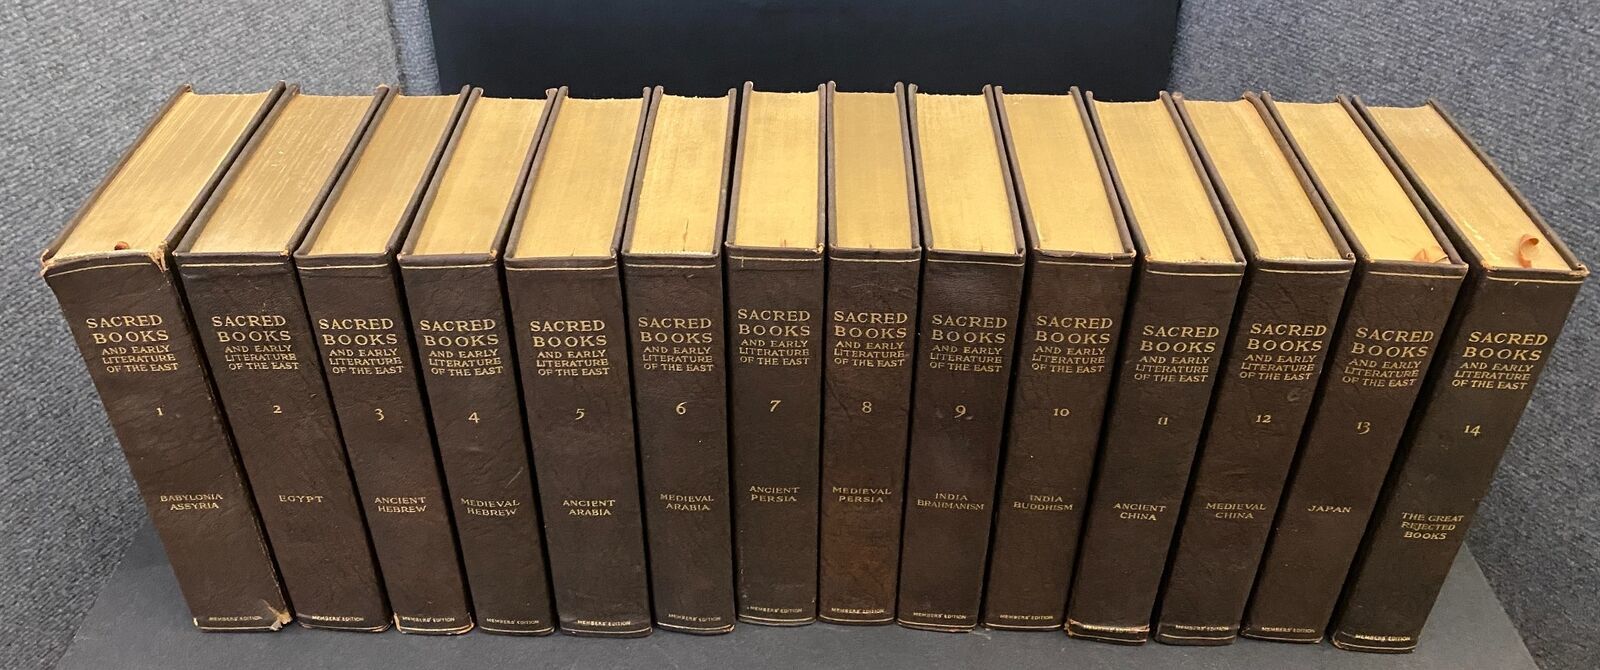 SACRED
BOOKS
AND EARLY
LITERATURE
OF THE EAST
1
BABYLONIA
ASSYRIA
MEMBERS' EDITION
SACRED
BOOKS
AND EARLY
LITERATURE
OF THE EAST
2
EGYPT
MEMBERS' EDITION
SACRED
BOOKS
AND EARLY
LITERATURE
OF THE EAST
3
ANCIENT
HEBREW
MEMBERS' EDITION
SACRED
BOOKS
AND EARLY
LITERATURE
OF THE EAST
4
MEDIEVAL
HEBREW
MEMBERS' EDITION
SACRED
BOOKS
AND EARLY
LITERATURE
OF THE EAST
5
ANCIENT
ARABIA
MEMBERS' EDITION
SACRED
BOOKS
AND EARLY
LITERATURE
OF THE EAST
6
MEDIEVAL
ARABIA
MEMBERS' EDITION
SACRED
BOOKS
AND EARLY
LITERATURE
OF THE EAST
7
ANCIENT
PERSIA
MEMBERS' EDITION
SACRED
BOOKS
AND EARLY
LITERATURE
OF THE EAST
8
MEDIEVAL
PERSIA
MEMBERS' EDITION
SACRED
BOOKS
AND EARLY
LITERATURE
OF THE EAST
9
INDIA
BRAHMANISM
MEMBERS' EDITION
SACRED
BOOKS
AND EARLY
LITERATURE
OF THE EAST
10
INDIA
BUDDHISM
MEMBERS' EDITION
SACRED
BOOKS
AND EARLY
LITERATURE
OF THE EAST
11
ANCIENT
CHINA
MEMBERS' EDITION
SACRED
BOOKS
AND EARLY
LITERATURE
OF THE EAST
12
MEDIEVAL
CHINA
MEMBERS' EDITION
SACRED
BOOKS
AND EARLY
LITERATURE
OF THE EAST
13
JAPAN
MEMBERS' EDITION
SACRED
BOOKS
AND EARLY
LITERATURE
OF THE EAST
14
THE GREAT
REJECTED
BOOKS
MEMBERS' EDITION